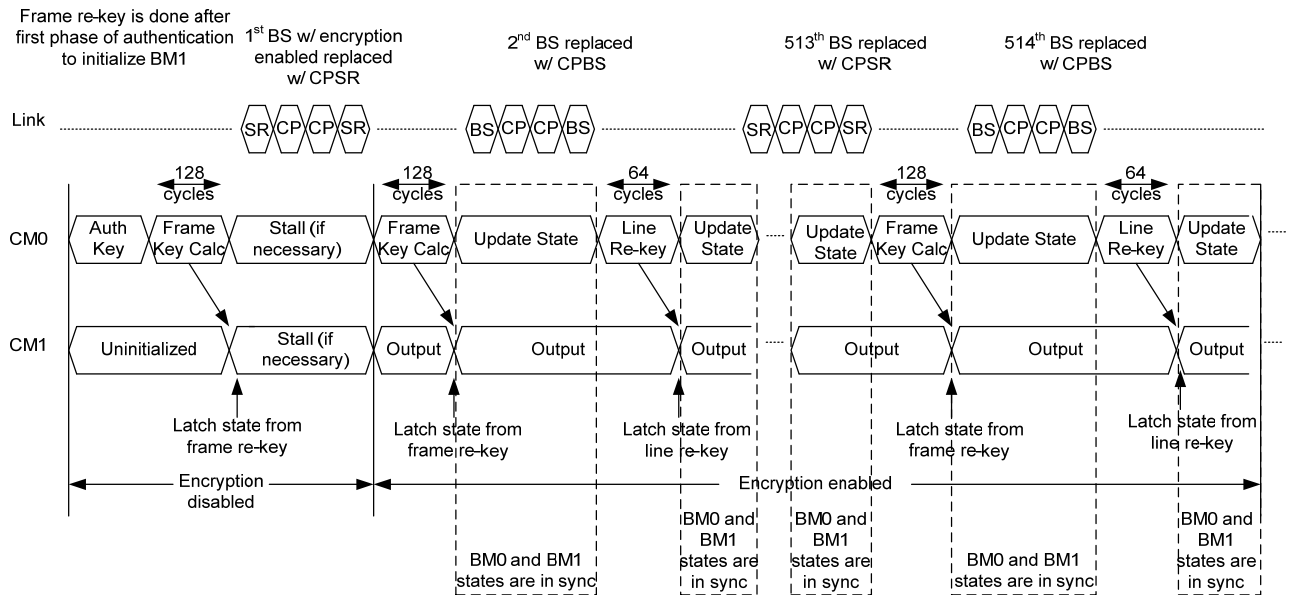 Frame re-key is done after
first phase of authentication
to initialize BM1
1st BS w/ encryption
enabled replaced
w/ CPSR
2nd BS replaced
w/ CPBS
513th BS replaced
w/ CPSR
514th BS replaced
w/ CPBS
Link
SR CP CP SR
BS CP CP BS
SR CP CP SR
BS CP CP BS
128
cycles
128
cycles
64
cycles
128
cycles
64
cycles
CM0
Auth
Key
Frame
Key Calc
Stall (if
necessary)
Frame
Key Calc
Update State
Line
Re-key
Update
State
Update
State
Frame
Key Calc
Update State
Line
Re-key
Update
State
CM1
Uninitialized
Stall (if
necessary)
Output
Output
Output
Output
Output
Output
Latch state from
frame re-key
Latch state from
frame re-key
Latch state from
line re-key
Latch state from
frame re-key
Latch state from
line re-key
Encryption
disabled
Encryption enabled
BM0 and BM1
states are in sync
BM0 and
BM1
states are
in sync
BM0 and
BM1
states are
in sync
BM0 and BM1
states are in sync
BM0 and
BM1
states are
in sync